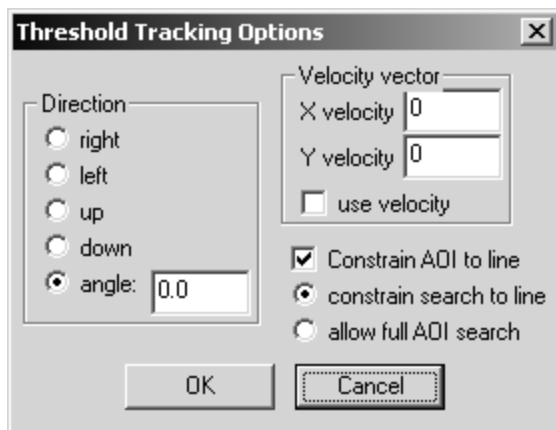 Threshold Tracking Options
Direction
right
left
up
down
angle: 0.0
Velocity vector
X velocity 0
Y velocity 0
use velocity
Constrain AOI to line
constrain search to line
allow full AOI search
OK
Cancel